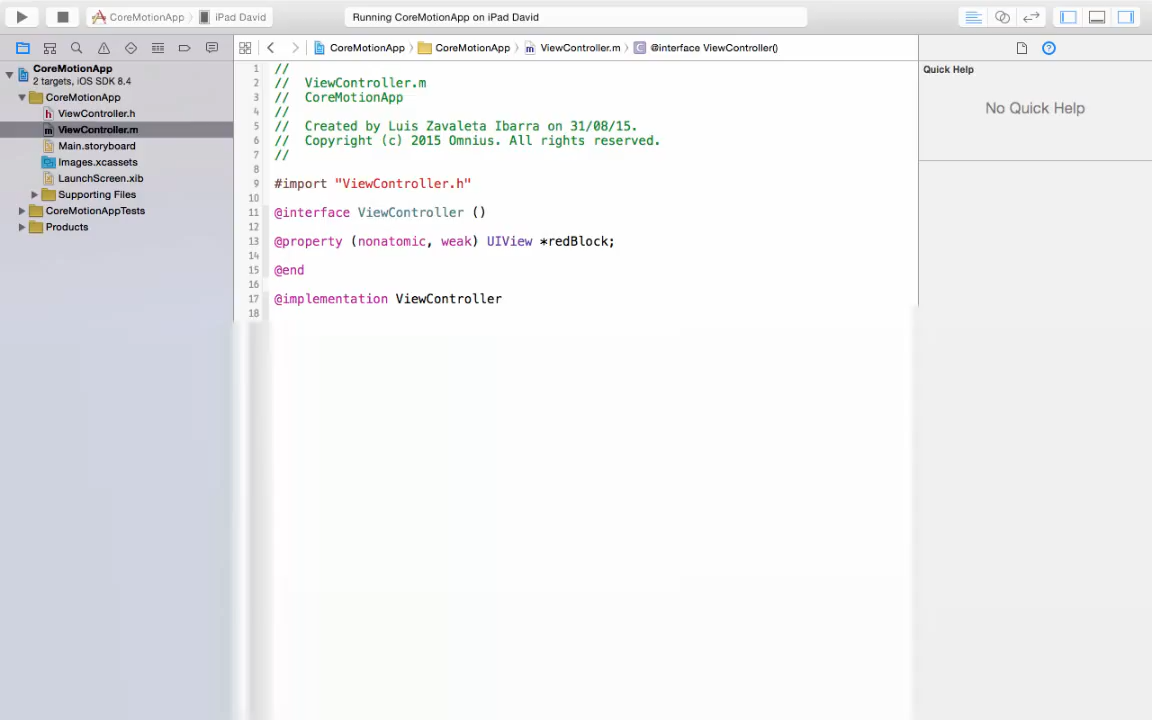 CoreMotionApp
iPad David
Running CoreMotionApp on iPad David
CoreMotionApp
CoreMotionApp
ViewController.m
@interface ViewController()
CoreMotionApp
2 targets, iOS SDK 8.4
CoreMotionApp
ViewController.h
ViewController.m
Main.storyboard
Images.xcassets
LaunchScreen.xib
Supporting Files
CoreMotionAppTests
Products
1 //
2 // ViewController.m
3 // CoreMotionApp
4 //
5 // Created by Luis Zavaleta Ibarra on 31/08/15.
6 // Copyright (c) 2015 Omnius. All rights reserved.
7 //
8
9 #import "ViewController.h"
10
11 @interface ViewController ()
12
13 @property (nonatomic, weak) UIView *redBlock;
14
15 @end
16
17 @implementation ViewController
18
Quick Help
No Quick Help